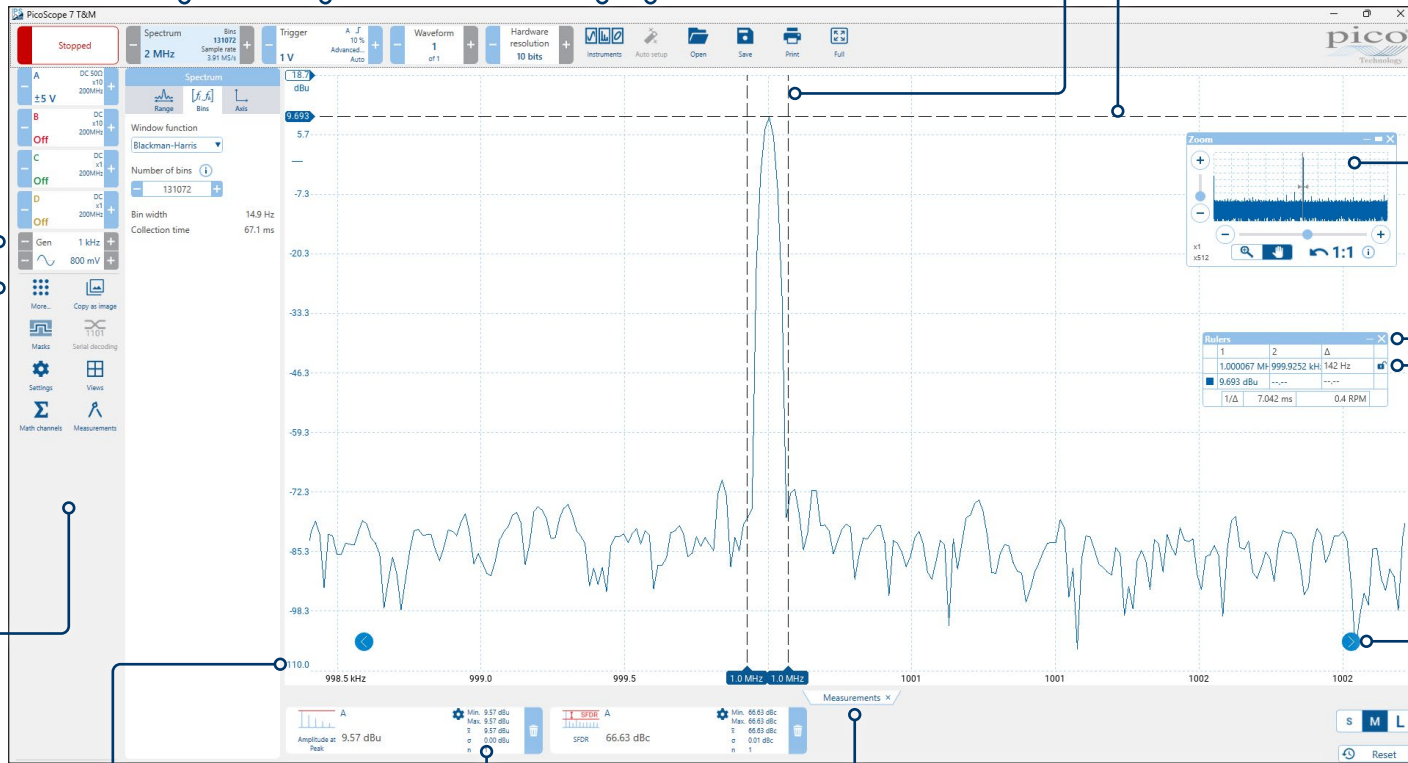 PicoScope 7 T&M
Stopped
Spectrum
2 MHz
Bins
131072
Sample rate
3.91 MS/s
Trigger
1 V
A
10 %
Advanced...
Auto
Waveform
1
of 1
Hardware
resolution
10 bits
Instruments
Auto setup
Open
Save
Print
Full
pico
Technology
A
±5 V
DC 50Ω
x10
200MHz
B
Off
DC
x10
200MHz
C
Off
DC
x1
200MHz
D
Off
DC
x1
200MHz
Gen
1 kHz
800 mV
More...
Copy as image
Masks
1101
Serial decoding
Settings
Views
Math channels
Measurements
Spectrum
Range
Bins
Axis
Window function
Blackman-Harris
Number of bins
131072
Bin width 14.9 Hz
Collection time 67.1 ms
18.7
dBu
9.693
5.7
-7.3
-20.3
-33.3
-46.3
-59.3
-72.3
-85.3
-98.3
110.0
998.5 kHz
999.0
999.5
1.0 MHz
1.0 MHz
1001
1001
1002
1002
Zoom
x1
x512
1:1
Rulers
1 2 Δ
1.000067 MH 999.9252 kH: 142 Hz
9.693 dBu --.-- --.--
1/Δ 7.042 ms 0.4 RPM
Measurements ×
A
Amplitude at
Peak
9.57 dBu
Min. 9.57 dBu
Max. 9.57 dBu
x̄ 9.57 dBu
σ 0.00 dBu
n
SFDR
A
SFDR
66.63 dBc
Min. 66.63 dBc
Max. 66.63 dBc
x̄ 66.63 dBc
σ 0.01 dBc
n 1
S M L
Reset